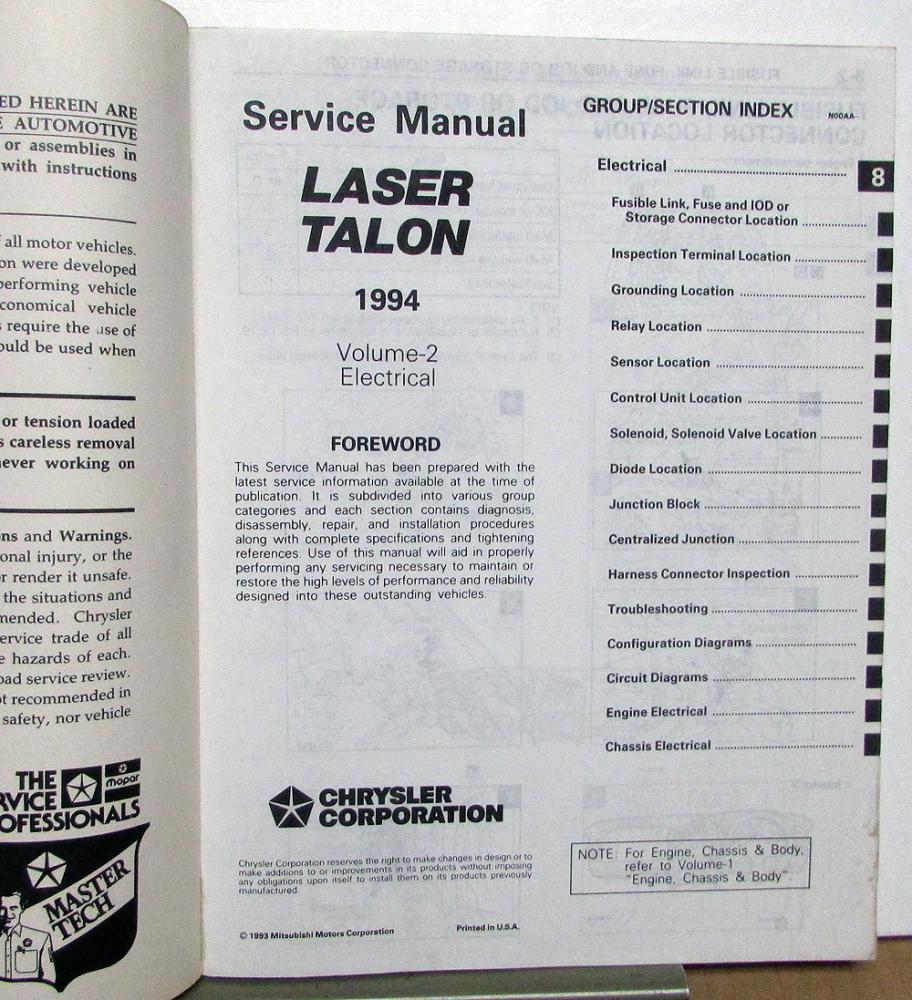 ED HEREIN ARE
AUTOMOTIVE
or assemblies in
with instructions
all motor vehicles.
on were developed
performing vehicle
conomical vehicle
require the use of
ould be used when
or tension loaded
s careless removal
never working on
ns and Warnings.
onal injury, or the
r render it unsafe.
the situations and
mended. Chrysler
ervice trade of all
e hazards of each.
oad service review.
ot recommended in
safety, nor vehicle
THE
RVICE
OFESSIONALS
mopar
MASTER
TECH
Service Manual
LASER
TALON
1994
Volume-2
Electrical
FOREWORD
This Service Manual has been prepared with the
latest service information available at the time of
publication. It is subdivided into various group
categories and each section contains diagnosis,
disassembly, repair, and installation procedures
along with complete specifications and tightening
references. Use of this manual will aid in properly
performing any servicing necessary to maintain or
restore the high levels of performance and reliability
designed into these outstanding vehicles.
CHRYSLER
CORPORATION
Chrysler Corporation reserves the right to make changes in design or to
make additions to or improvements in its products without imposing
any obligations upon itself to install them on its products previously
manufactured.
© 1993 Mitsubishi Motors Corporation Printed in U.S.A.
GROUP/SECTION INDEX N00AA-
Electrical ........ 8
Fusible Link, Fuse and IOD or
Storage Connector Location ........
Inspection Terminal Location ........
Grounding Location ........
Relay Location ........
Sensor Location ........
Control Unit Location ........
Solenoid, Solenoid Valve Location ........
Diode Location ........
Junction Block ........
Centralized Junction ........
Harness Connector Inspection ........
Troubleshooting ........
Configuration Diagrams ........
Circuit Diagrams ........
Engine Electrical ........
Chassis Electrical ........
NOTE: For Engine, Chassis & Body,
refer to Volume-1
"Engine, Chassis & Body".